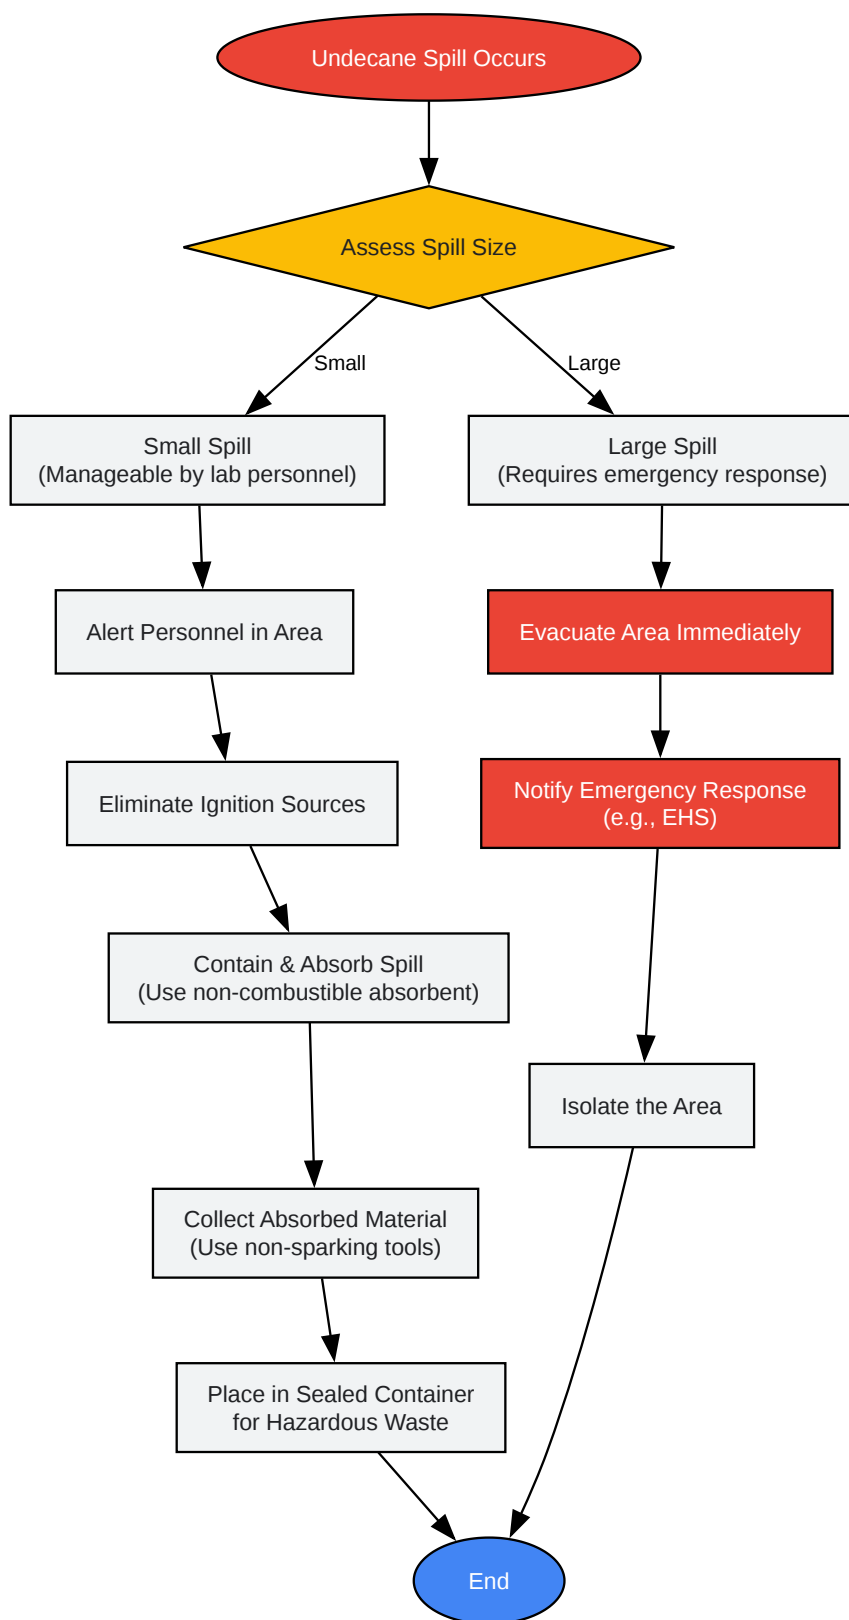 Undecane Spill Occurs
Assess Spill Size
Small
Large
Small Spill
(Manageable by lab personnel)
Large Spill
(Requires emergency response)
Alert Personnel in Area
Evacuate Area Immediately
Eliminate Ignition Sources
Notify Emergency Response
(e.g., EHS)
Contain & Absorb Spill
(Use non-combustible absorbent)
Isolate the Area
Collect Absorbed Material
(Use non-sparking tools)
Place in Sealed Container
for Hazardous Waste
End